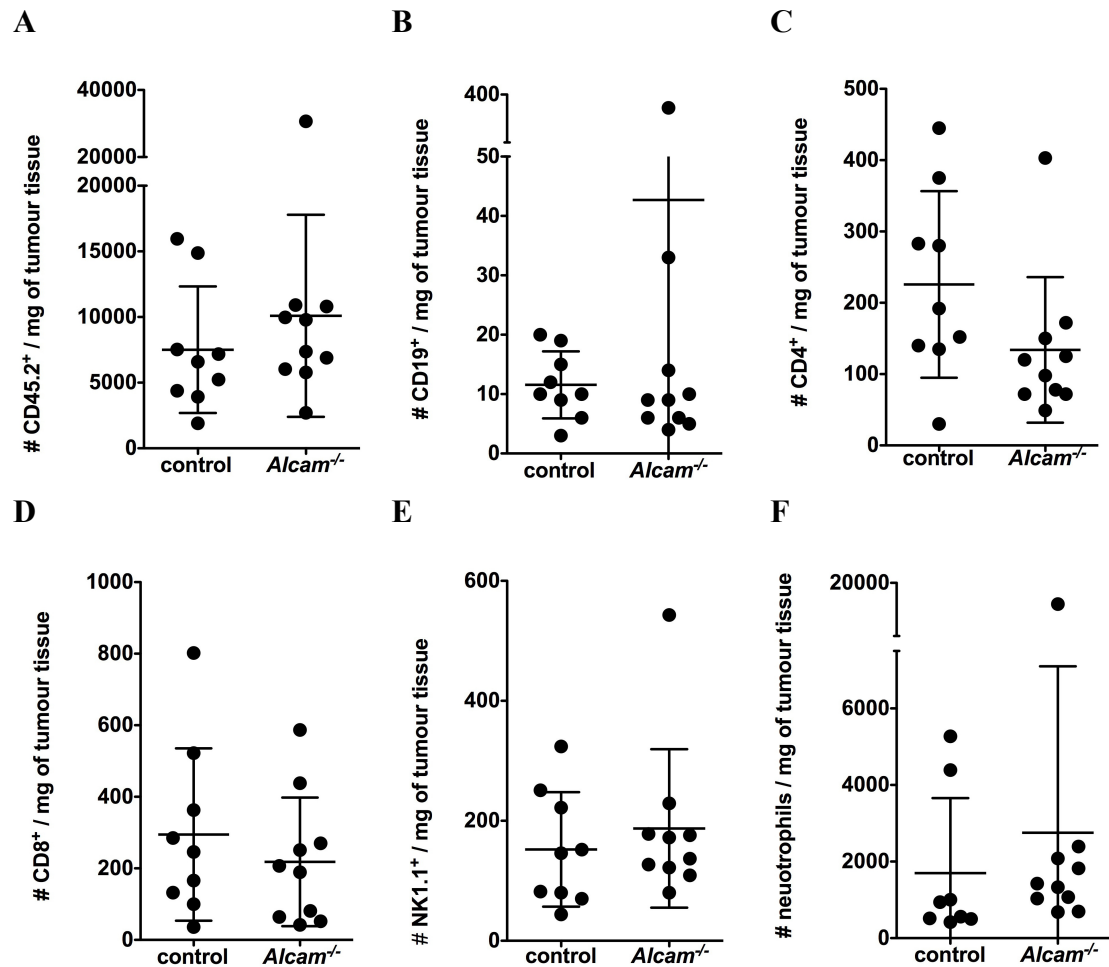 A
# CD45.2⁺ / mg of tumour tissue
40000
20000
20000
15000
10000
5000
0
control
Alcam⁻/⁻
B
# CD19⁺ / mg of tumour tissue
400
50
40
30
20
10
0
control
Alcam⁻/⁻
C
# CD4⁺ / mg of tumour tissue
500
400
300
200
100
0
control
Alcam⁻/⁻
D
# CD8⁺ / mg of tumour tissue
1000
800
600
400
200
0
control
Alcam⁻/⁻
E
# NK1.1⁺ / mg of tumour tissue
600
400
200
0
control
Alcam⁻/⁻
F
# neuotrophils / mg of tumour tissue
20000
6000
4000
2000
0
control
Alcam⁻/⁻